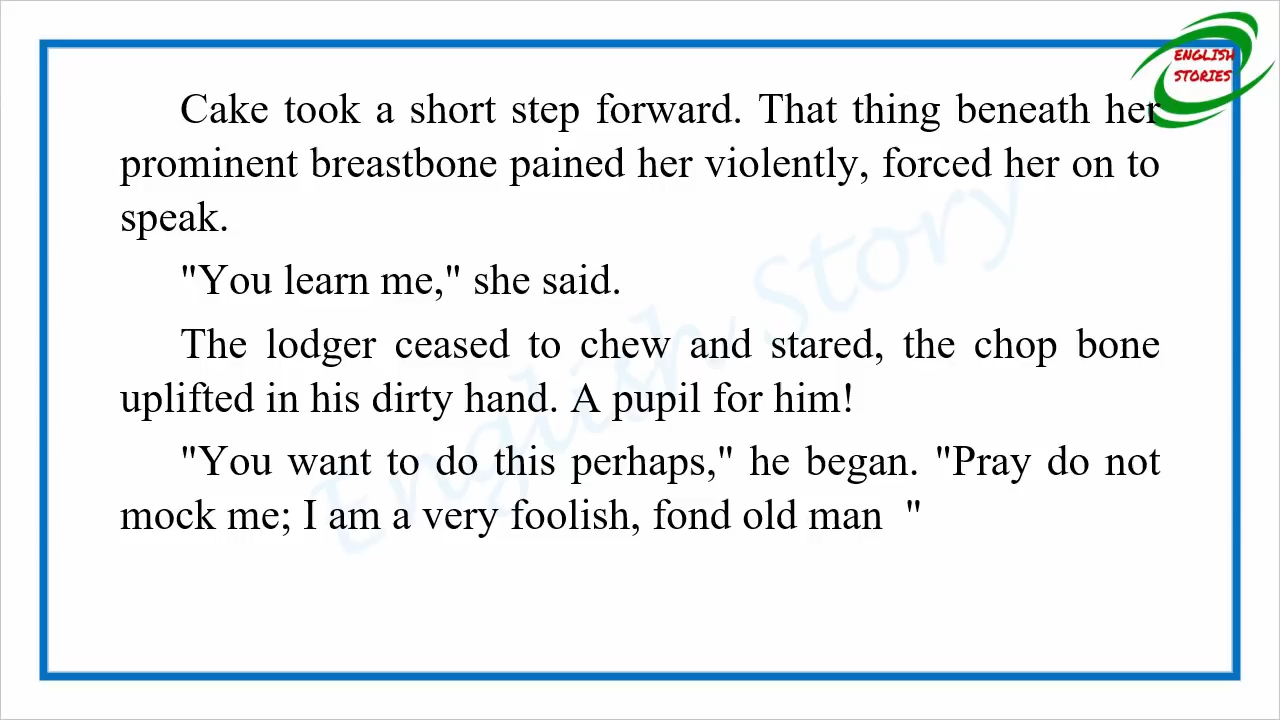 ENGLISH
STORIES
Cake took a short step forward. That thing beneath her
prominent breastbone pained her violently, forced her on to
speak.
"You learn me," she said.
The lodger ceased to chew and stared, the chop bone
uplifted in his dirty hand. A pupil for him!
"You want to do this perhaps," he began. "Pray do not
mock me; I am a very foolish, fond old man  "
English Story